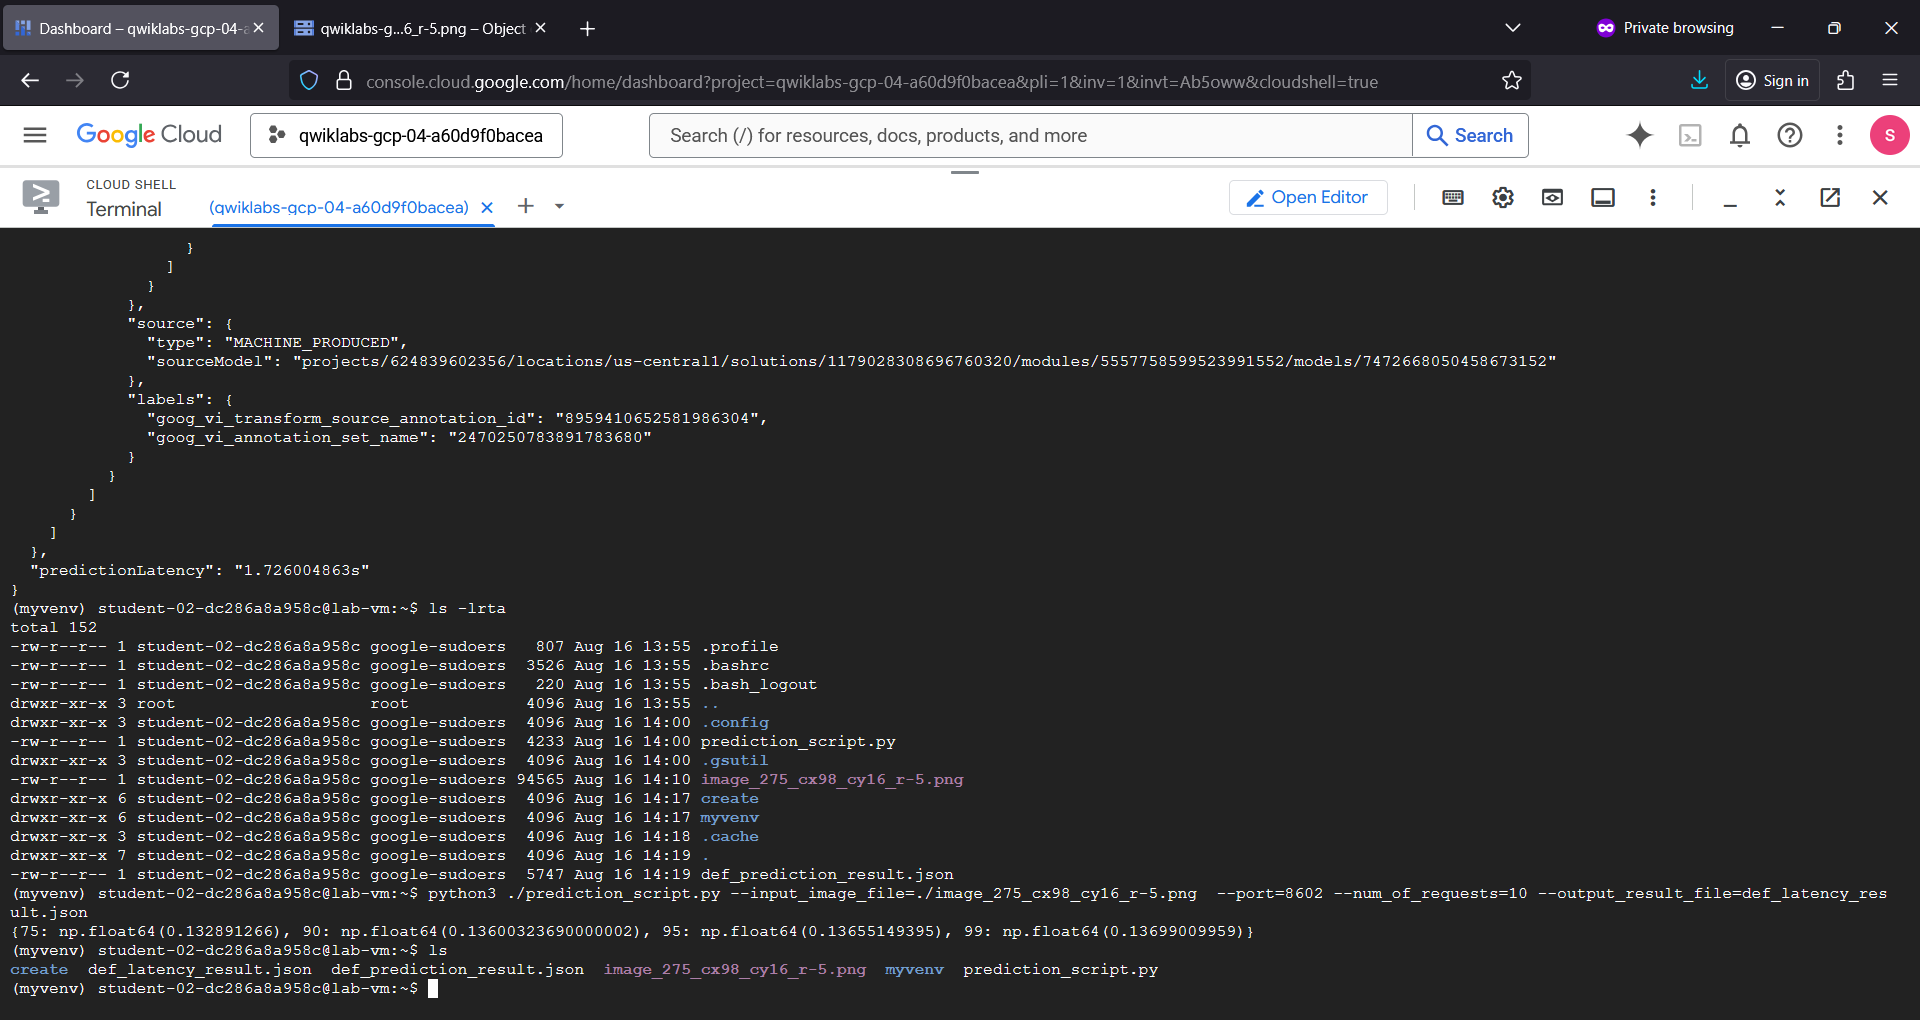 Dashboard – qwiklabs-gcp-04-a
qwiklabs-g...6_r-5.png – Object
Private browsing
console.cloud.google.com/home/dashboard?project=qwiklabs-gcp-04-a60d9f0bacea&pli=1&inv=1&invt=Ab5oww&cloudshell=true
Sign in
Google Cloud
qwiklabs-gcp-04-a60d9f0bacea
Search (/) for resources, docs, products, and more
Search
S
CLOUD SHELL
Terminal
(qwiklabs-gcp-04-a60d9f0bacea)
Open Editor
}
]
}
},
"source": {
"type": "MACHINE_PRODUCED",
"sourceModel": "projects/624839602356/locations/us-central1/solutions/1179028308696760320/modules/5557758599523991552/models/7472668050458673152"
},
"labels": {
"goog_vi_transform_source_annotation_id": "8959410652581986304",
"goog_vi_annotation_set_name": "2470250783891783680"
}
}
]
}
]
},
"predictionLatency": "1.726004863s"
}
(myvenv) student-02-dc286a8a958c@lab-vm:~$ ls -lrta
total 152
-rw-r--r-- 1 student-02-dc286a8a958c google-sudoers   807 Aug 16 13:55 .profile
-rw-r--r-- 1 student-02-dc286a8a958c google-sudoers  3526 Aug 16 13:55 .bashrc
-rw-r--r-- 1 student-02-dc286a8a958c google-sudoers   220 Aug 16 13:55 .bash_logout
drwxr-xr-x 3 root                    root            4096 Aug 16 13:55 ..
drwxr-xr-x 3 student-02-dc286a8a958c google-sudoers  4096 Aug 16 14:00 .config
-rw-r--r-- 1 student-02-dc286a8a958c google-sudoers  4233 Aug 16 14:00 prediction_script.py
drwxr-xr-x 3 student-02-dc286a8a958c google-sudoers  4096 Aug 16 14:00 .gsutil
-rw-r--r-- 1 student-02-dc286a8a958c google-sudoers 94565 Aug 16 14:10 image_275_cx98_cy16_r-5.png
drwxr-xr-x 6 student-02-dc286a8a958c google-sudoers  4096 Aug 16 14:17 create
drwxr-xr-x 6 student-02-dc286a8a958c google-sudoers  4096 Aug 16 14:17 myvenv
drwxr-xr-x 3 student-02-dc286a8a958c google-sudoers  4096 Aug 16 14:18 .cache
drwxr-xr-x 7 student-02-dc286a8a958c google-sudoers  4096 Aug 16 14:19 .
-rw-r--r-- 1 student-02-dc286a8a958c google-sudoers  5747 Aug 16 14:19 def_prediction_result.json
(myvenv) student-02-dc286a8a958c@lab-vm:~$ python3 ./prediction_script.py --input_image_file=./image_275_cx98_cy16_r-5.png  --port=8602 --num_of_requests=10 --output_result_file=def_latency_res
ult.json
{75: np.float64(0.132891266), 90: np.float64(0.13600323690000002), 95: np.float64(0.13655149395), 99: np.float64(0.13699009959)}
(myvenv) student-02-dc286a8a958c@lab-vm:~$ ls
create  def_latency_result.json  def_prediction_result.json  image_275_cx98_cy16_r-5.png  myvenv  prediction_script.py
(myvenv) student-02-dc286a8a958c@lab-vm:~$